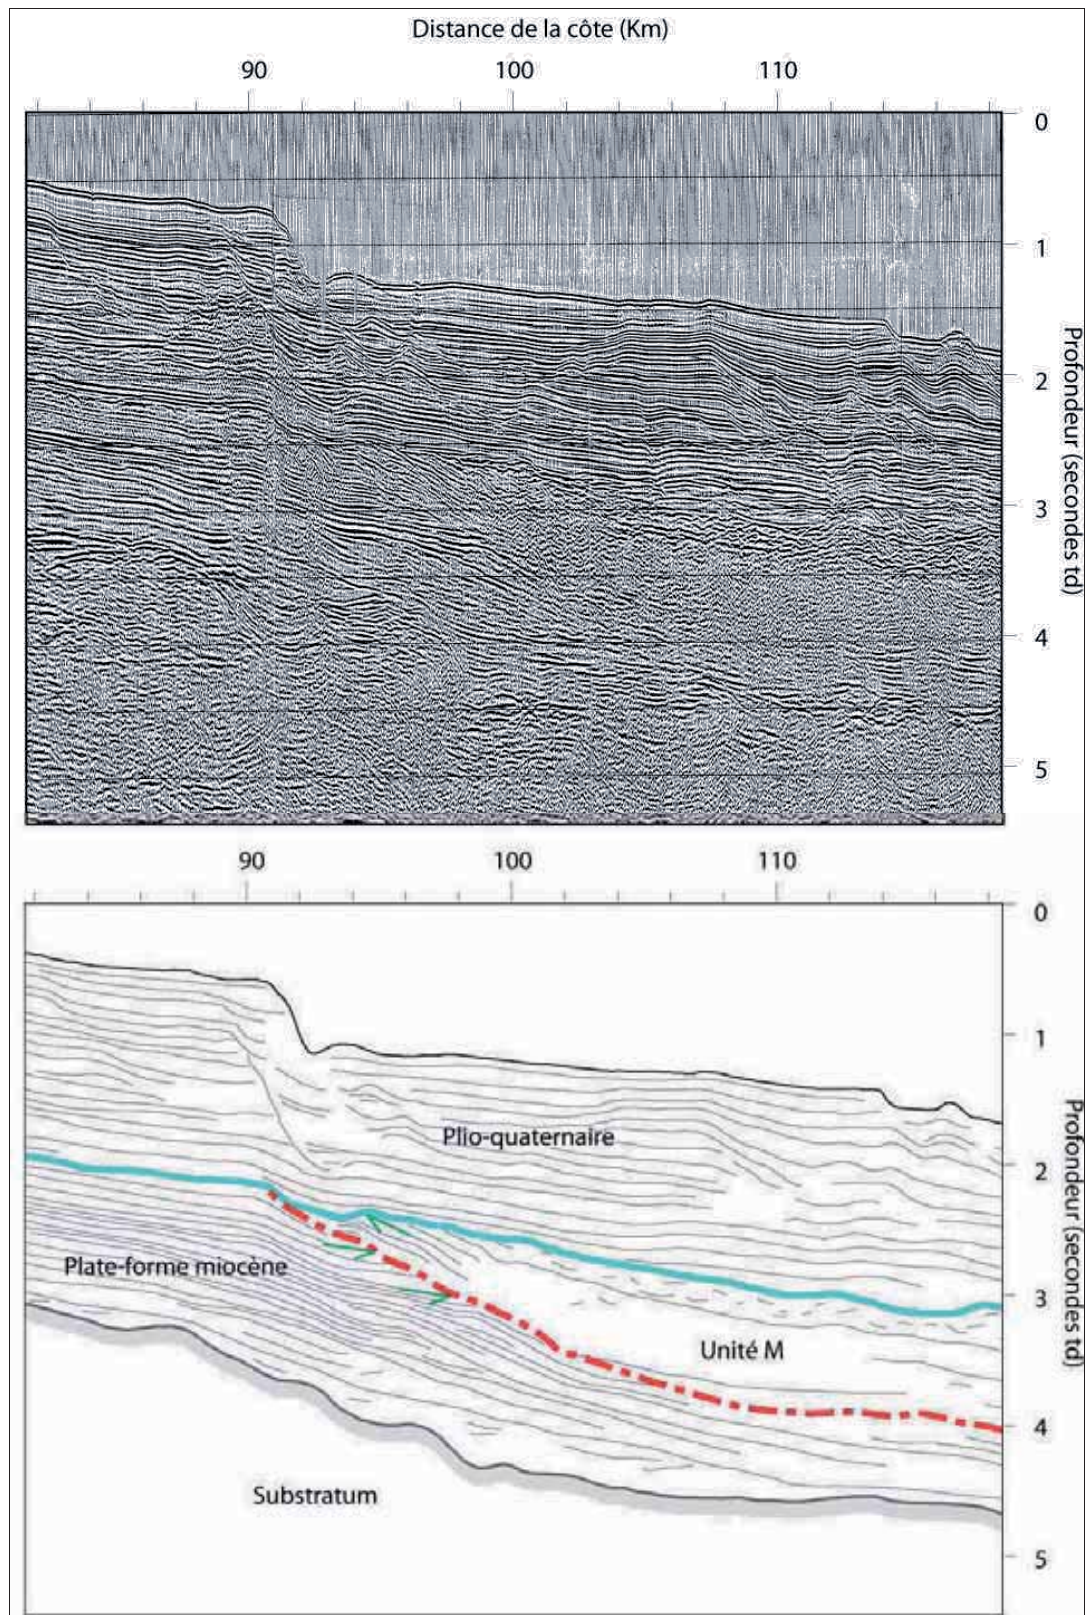 Distance de la côte (Km)
90 100 110
0
1
2
3
4
5
Profondeur (secondes td)
90 100 110
0
1
2
3
4
5
Profondeur (secondes td)
Plio-quaternaire
Plate-forme miocène
Unité M
Substratum